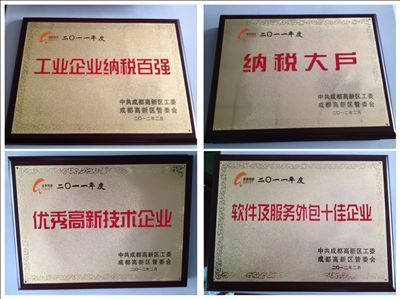 二〇一一年度
工业企业纳税百强
中共成都高新区工委
成都高新区管委会
二〇一二年二月
二〇一一年度
纳税大户
中共成都高新区工委
成都高新区管委会
二〇一二年二月
二〇一一年度
优秀高新技术企业
中共成都高新区工委
成都高新区管委会
二〇一二年二月
二〇一一年度
软件及服务外包十佳企业
中共成都高新区工委
成都高新区管委会
二〇一二年二月